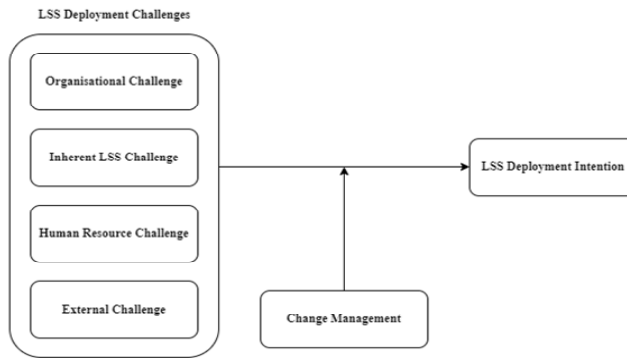 LSS Deployment Challenges
Organisational Challenge
Inherent LSS Challenge
LSS Deployment Intention
Human Resource Challenge
External Challenge
Change Management